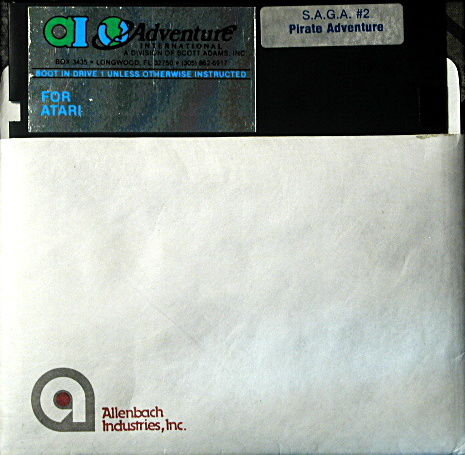 AI Adventure
INTERNATIONAL
A DIVISION OF SCOTT ADAMS, INC.
BOX 3435 • LONGWOOD, FL 32750 • (305) 862-6917
BOOT IN DRIVE 1 UNLESS OTHERWISE INSTRUCTED
FOR
ATARI
S.A.G.A. #2
Pirate Adventure
Allenbach
Industries, Inc.